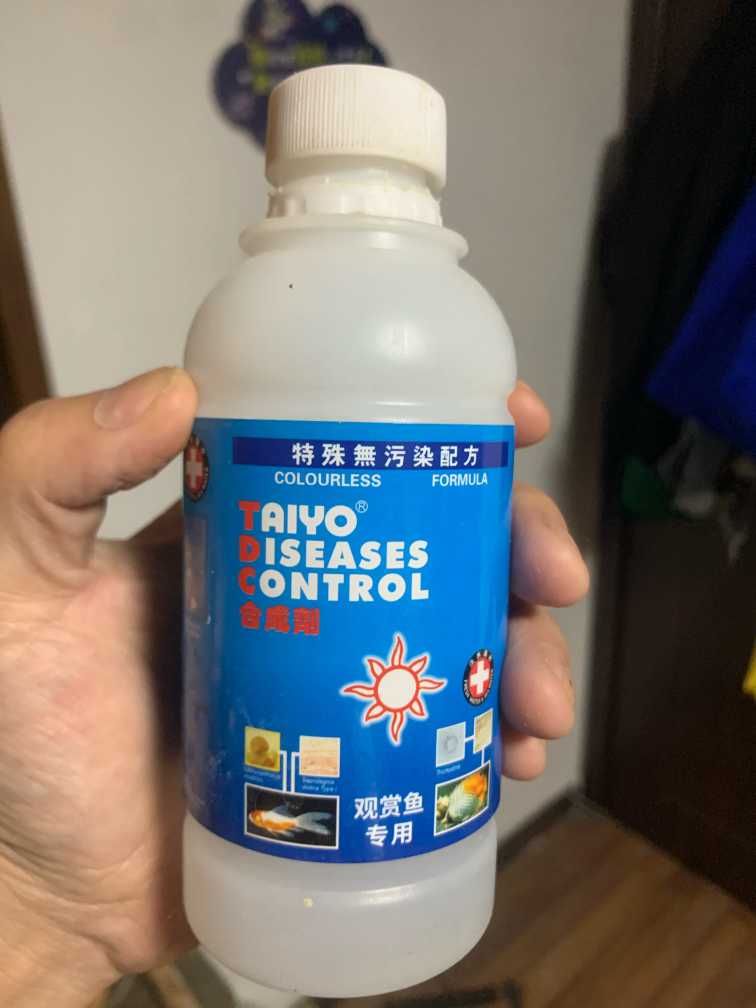 特殊無污染配方
COLOURLESS FORMULA
TAIYO®
DISEASES
CONTROL
合成劑
Trichodina
观赏鱼
专用